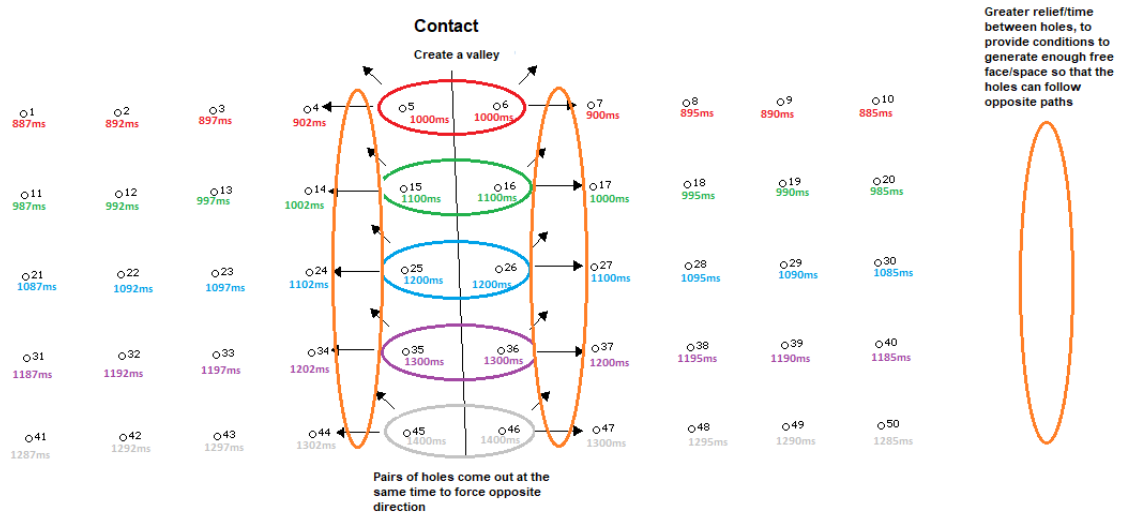 Contact
Create a valley
Greater relief/time
between holes, to
provide conditions to
generate enough free
face/space so that the
holes can follow
opposite paths
1 2 3 4 5 6 7 8 9 10
887ms 892ms 897ms 902ms 1000ms 1000ms 900ms 895ms 890ms 885ms
11 12 13 14 15 16 17 18 19 20
987ms 992ms 997ms 1002ms 1100ms 1100ms 1000ms 995ms 990ms 985ms
21 22 23 24 25 26 27 28 29 30
1087ms 1092ms 1097ms 1102ms 1200ms 1200ms 1100ms 1095ms 1090ms 1085ms
31 32 33 34 35 36 37 38 39 40
1187ms 1192ms 1197ms 1202ms 1300ms 1300ms 1200ms 1195ms 1190ms 1185ms
41 42 43 44 45 46 47 48 49 50
1287ms 1292ms 1297ms 1302ms 1400ms 1400ms 1300ms 1295ms 1290ms 1285ms
Pairs of holes come out at the
same time to force opposite
direction